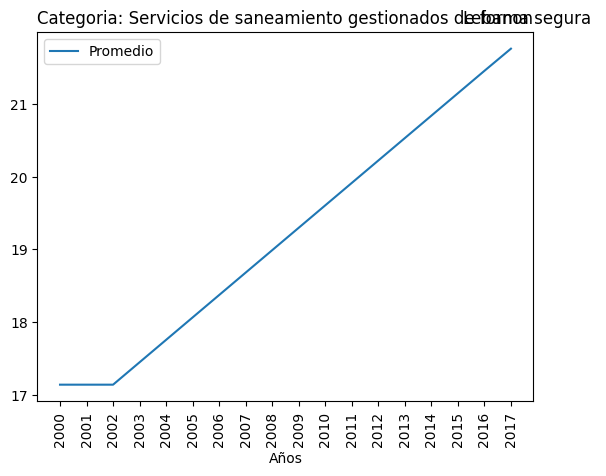 Categoria: Servicios de saneamiento gestionados de forma segura
Lebanon
Promedio
21
20
19
18
17
2000 2001 2002 2003 2004 2005 2006 2007 2008 2009 2010 2011 2012 2013 2014 2015 2016 2017
Años